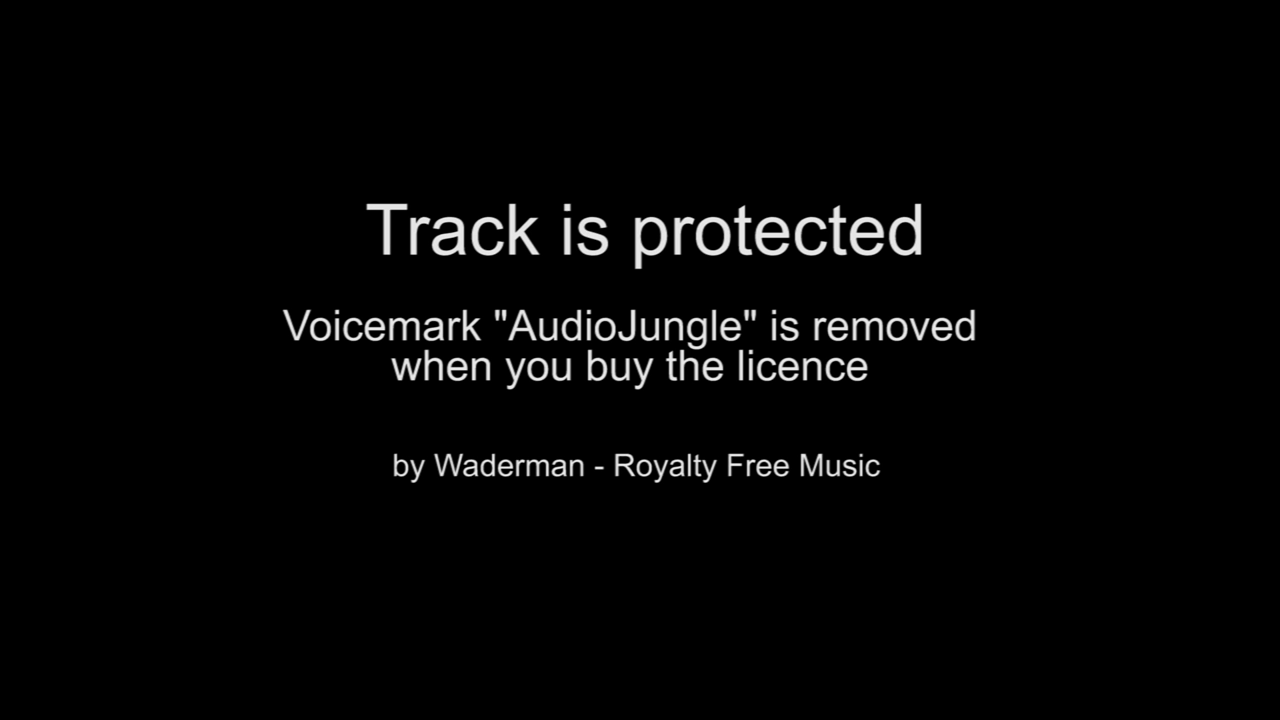 Track is protected
Voicemark "AudioJungle" is removed
when you buy the licence
by Waderman - Royalty Free Music